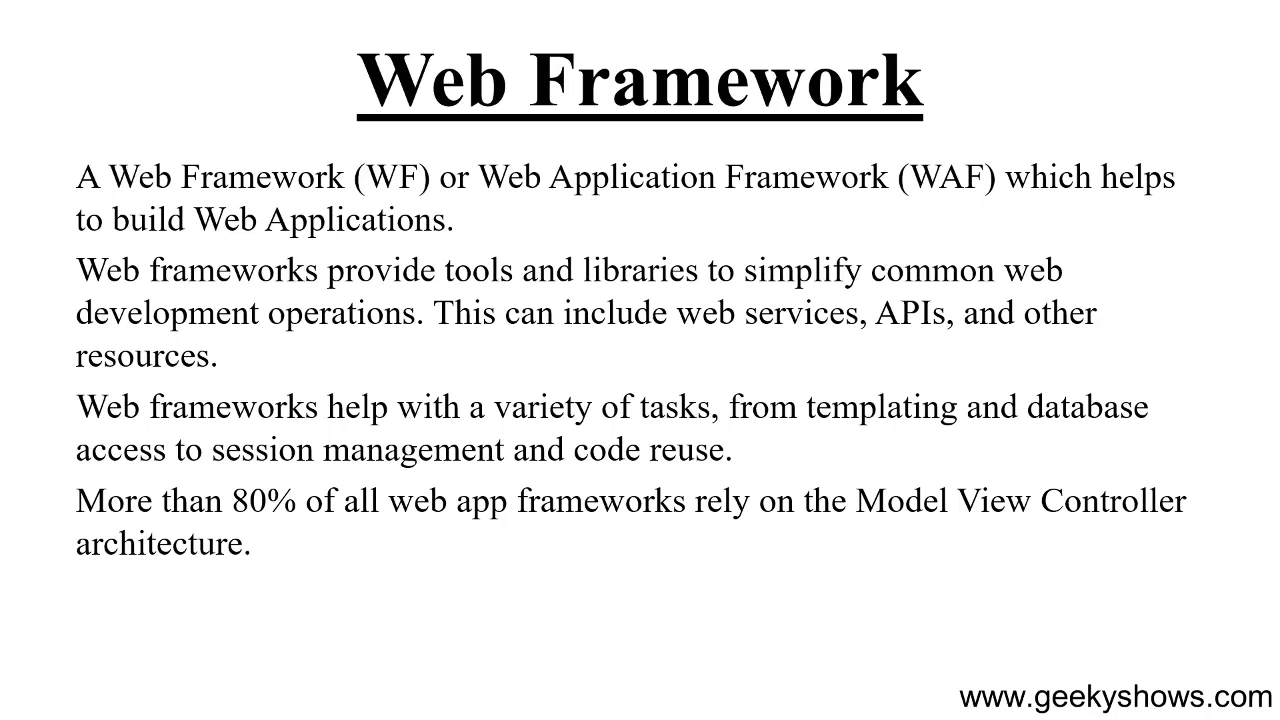 Web Framework
A Web Framework (WF) or Web Application Framework (WAF) which helps
to build Web Applications.
Web frameworks provide tools and libraries to simplify common web
development operations. This can include web services, APIs, and other
resources.
Web frameworks help with a variety of tasks, from templating and database
access to session management and code reuse.
More than 80% of all web app frameworks rely on the Model View Controller
architecture.
www.geekyshows.com